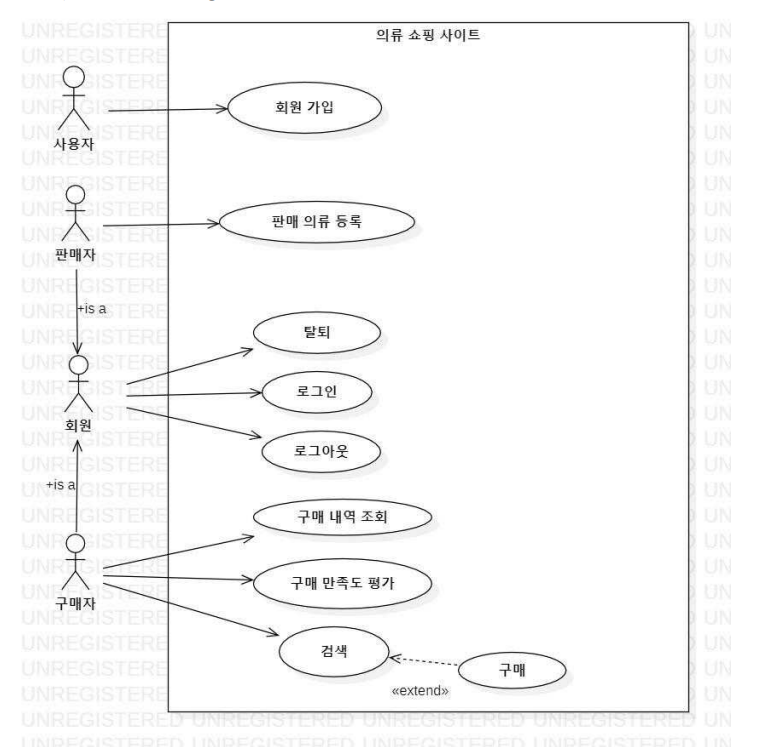 의류 쇼핑 사이트
회원 가입
사용자
판매 의류 등록
판매자
+is a
탈퇴
로그인
회원
로그아웃
+is a
구매 내역 조회
구매 만족도 평가
구매자
검색
구매
«extend»
UNREGISTERED UNREGISTERED UNREGISTERED UNREGISTERED UN